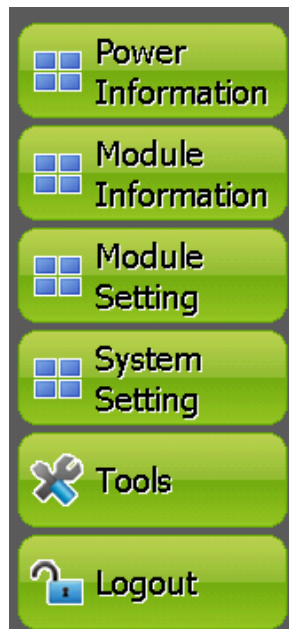 Power
Information
Module
Information
Module
Setting
System
Setting
Tools
Logout